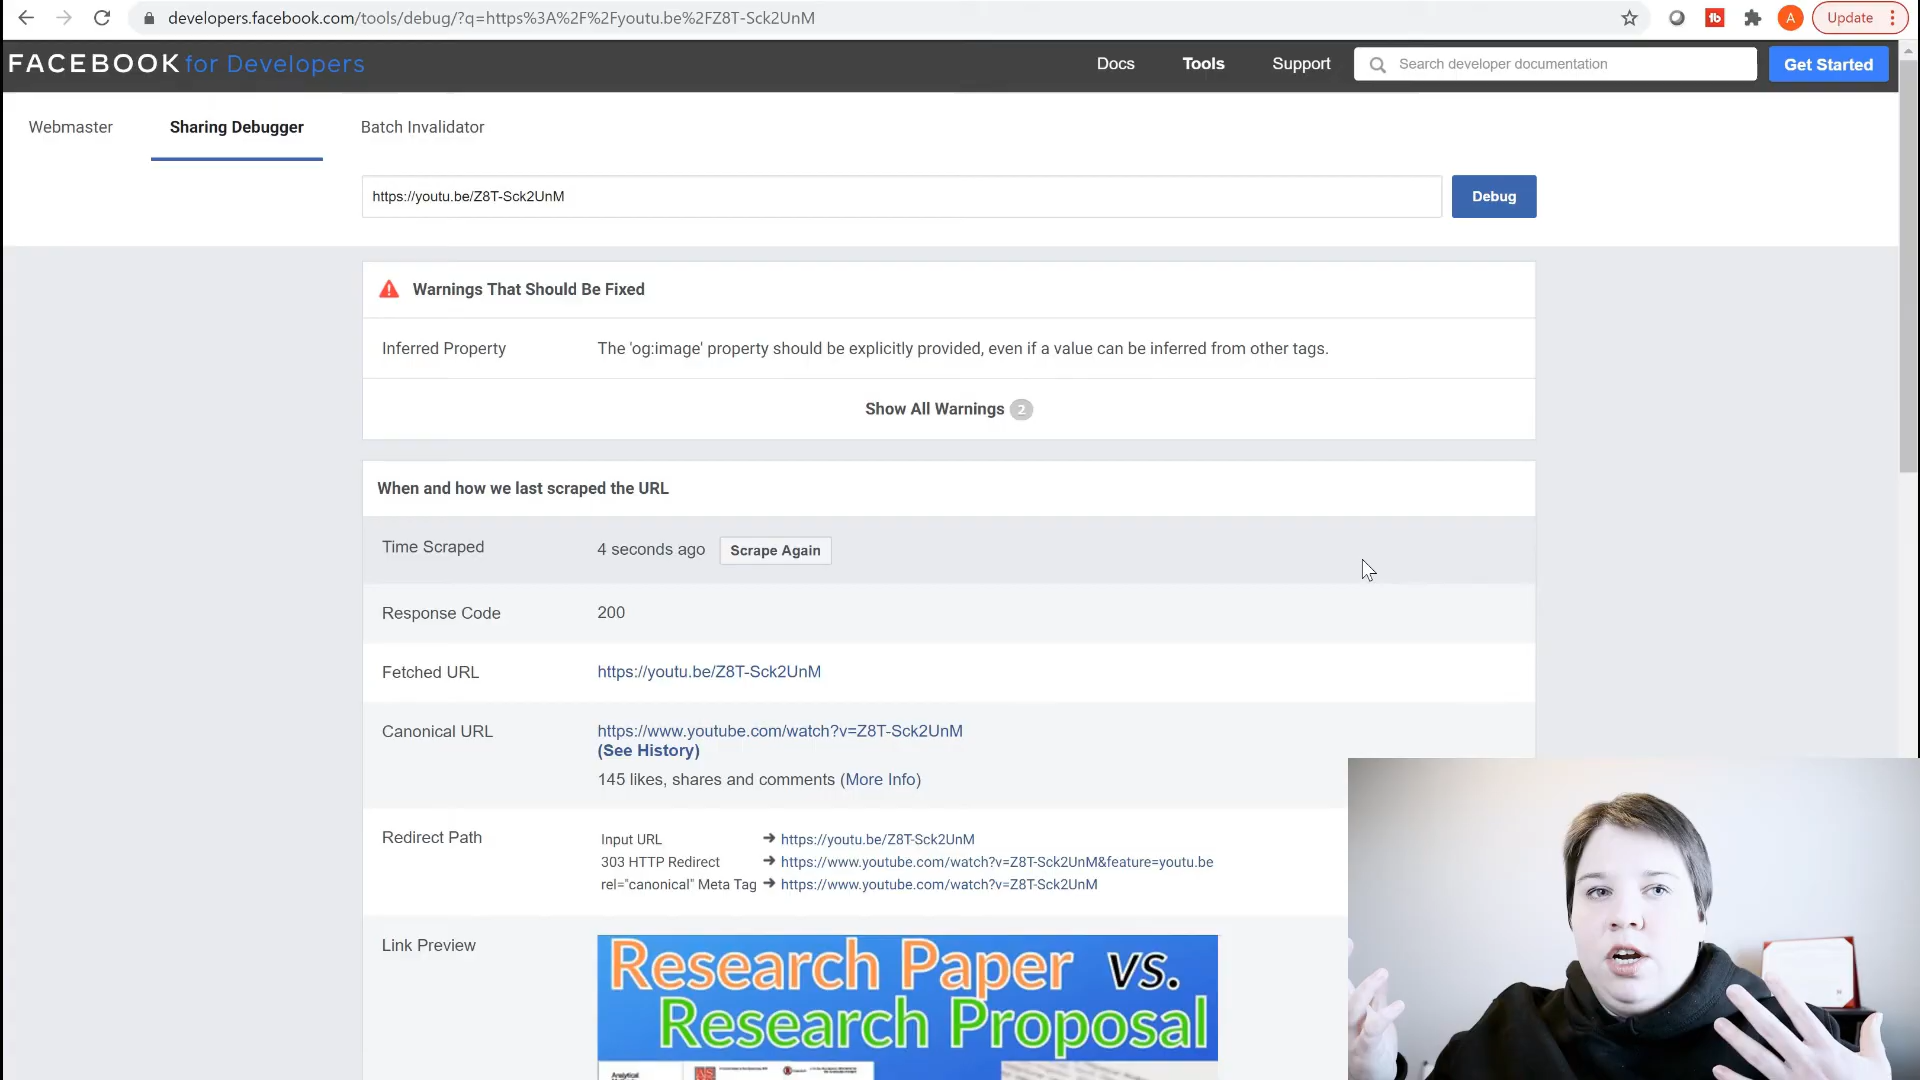 developers.facebook.com/tools/debug/?q=https%3A%2F%2Fyoutu.be%2FZ8T-Sck2UnM
A
Update
FACEBOOK for Developers
Docs
Tools
Support
Search developer documentation
Get Started
Webmaster
Sharing Debugger
Batch Invalidator
https://youtu.be/Z8T-Sck2UnM
Debug
Warnings That Should Be Fixed
Inferred Property
The 'og:image' property should be explicitly provided, even if a value can be inferred from other tags.
Show All Warnings 2
When and how we last scraped the URL
Time Scraped
4 seconds ago
Scrape Again
Response Code
200
Fetched URL
https://youtu.be/Z8T-Sck2UnM
Canonical URL
https://www.youtube.com/watch?v=Z8T-Sck2UnM
(See History)
145 likes, shares and comments (More Info)
Redirect Path
Input URL
https://youtu.be/Z8T-Sck2UnM
303 HTTP Redirect
https://www.youtube.com/watch?v=Z8T-Sck2UnM&feature=youtu.be
rel="canonical" Meta Tag
https://www.youtube.com/watch?v=Z8T-Sck2UnM
Link Preview
Research Paper vs.
Research Proposal